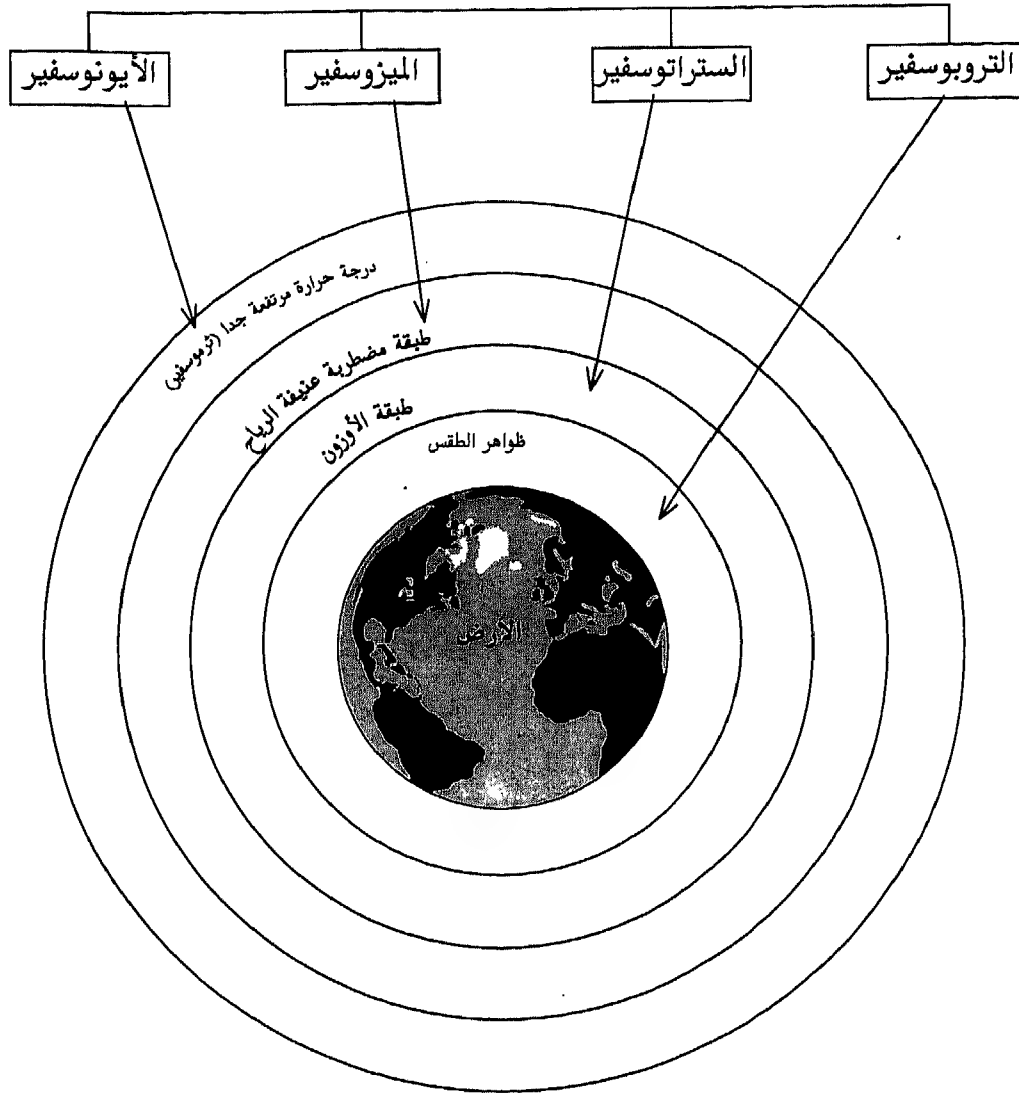 التروبوسفير
الستراتوسفير
الميزوسفير
الأيونوسفير
درجة حرارة مرتفعة جدا (ثرموسفير)
طبقة مضطربة عنيفة الرياح
طبقة الأوزون
ظواهر الطقس
الأرض